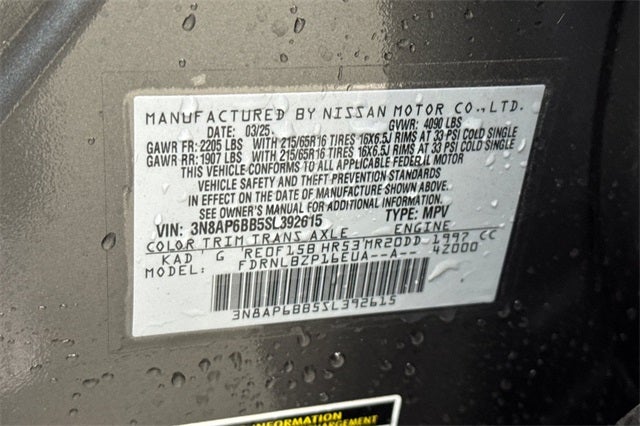 MANUFACTURED BY NISSAN MOTOR CO.,LTD.
DATE: 03/25 GVWR: 4090 LBS
GAWR FR: 2205 LBS WITH 215/65R16 TIRES 16X6.5J RIMS AT 33 PSI COLD SINGLE
GAWR RR: 1907 LBS WITH 215/65R16 TIRES 16X6.5J RIMS AT 33 PSI COLD SINGLE
THIS VEHICLE CONFORMS TO ALL APPLICABLE FEDERAL MOTOR
VEHICLE SAFETY AND THEFT PREVENTION STANDARDS
IN EFFECT ON THE DATE OF MANUFACTURE SHOWN ABOVE.
SEE OWNER'S MANUAL FOR ADDITIONAL INFORMATION.
VIN: 3N8AP6BB5SL392615 TYPE: MPV
COLOR TRIM TRANS AXLE ENGINE
KAD G RE0F15B HR53 MR20DD 1997 CC
MODEL: FDRNLBZP16EUA--A-- 42000
3N8AP6BB5SL392615
INFORMATION